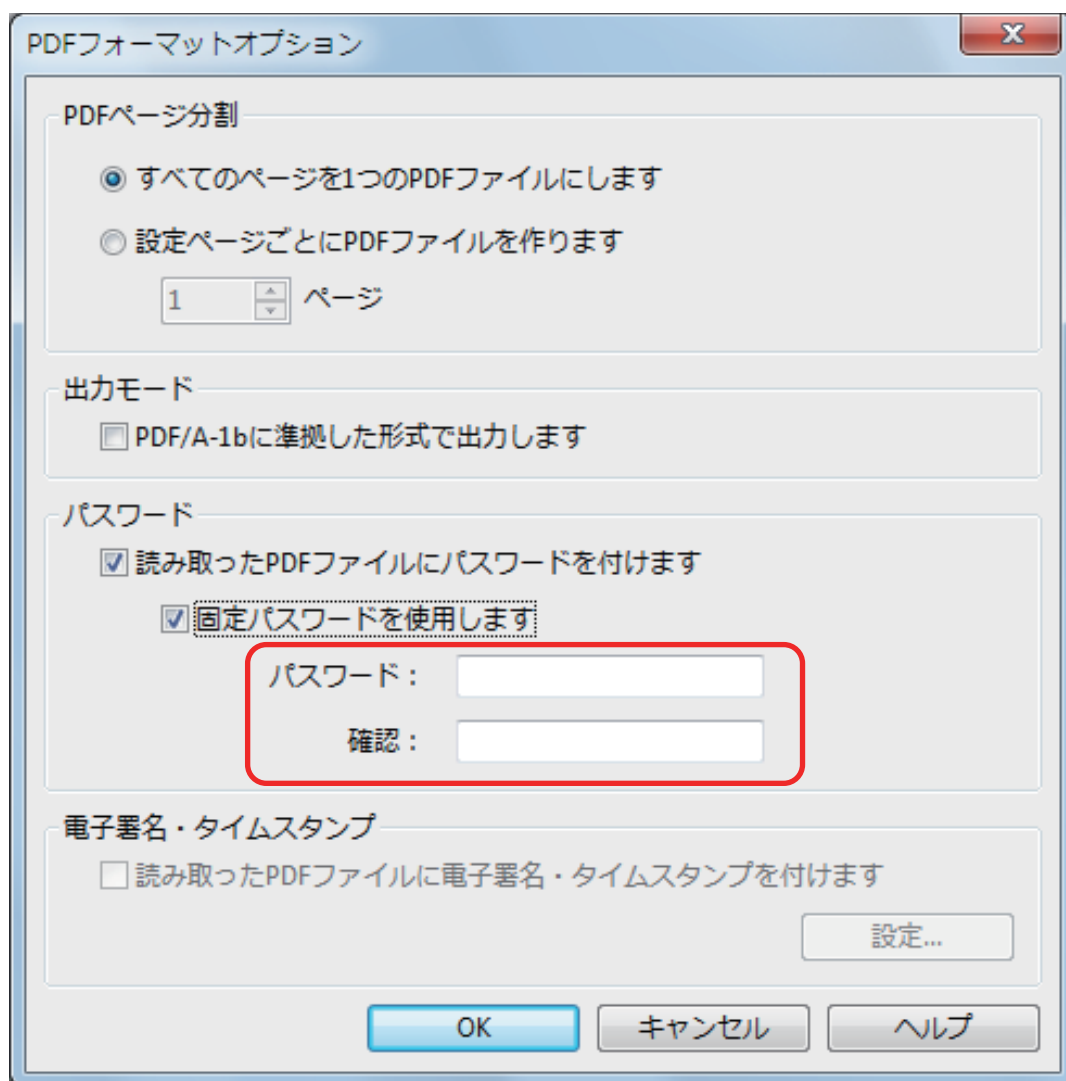 PDFフォーマットオプション
PDFページ分割
すべてのページを1つのPDFファイルにします
設定ページごとにPDFファイルを作ります
1 ページ
出力モード
PDF/A-1bに準拠した形式で出力します
パスワード
読み取ったPDFファイルにパスワードを付けます
固定パスワードを使用します
パスワード：
確認：
電子署名・タイムスタンプ
読み取ったPDFファイルに電子署名・タイムスタンプを付けます
設定...
OK キャンセル ヘルプ